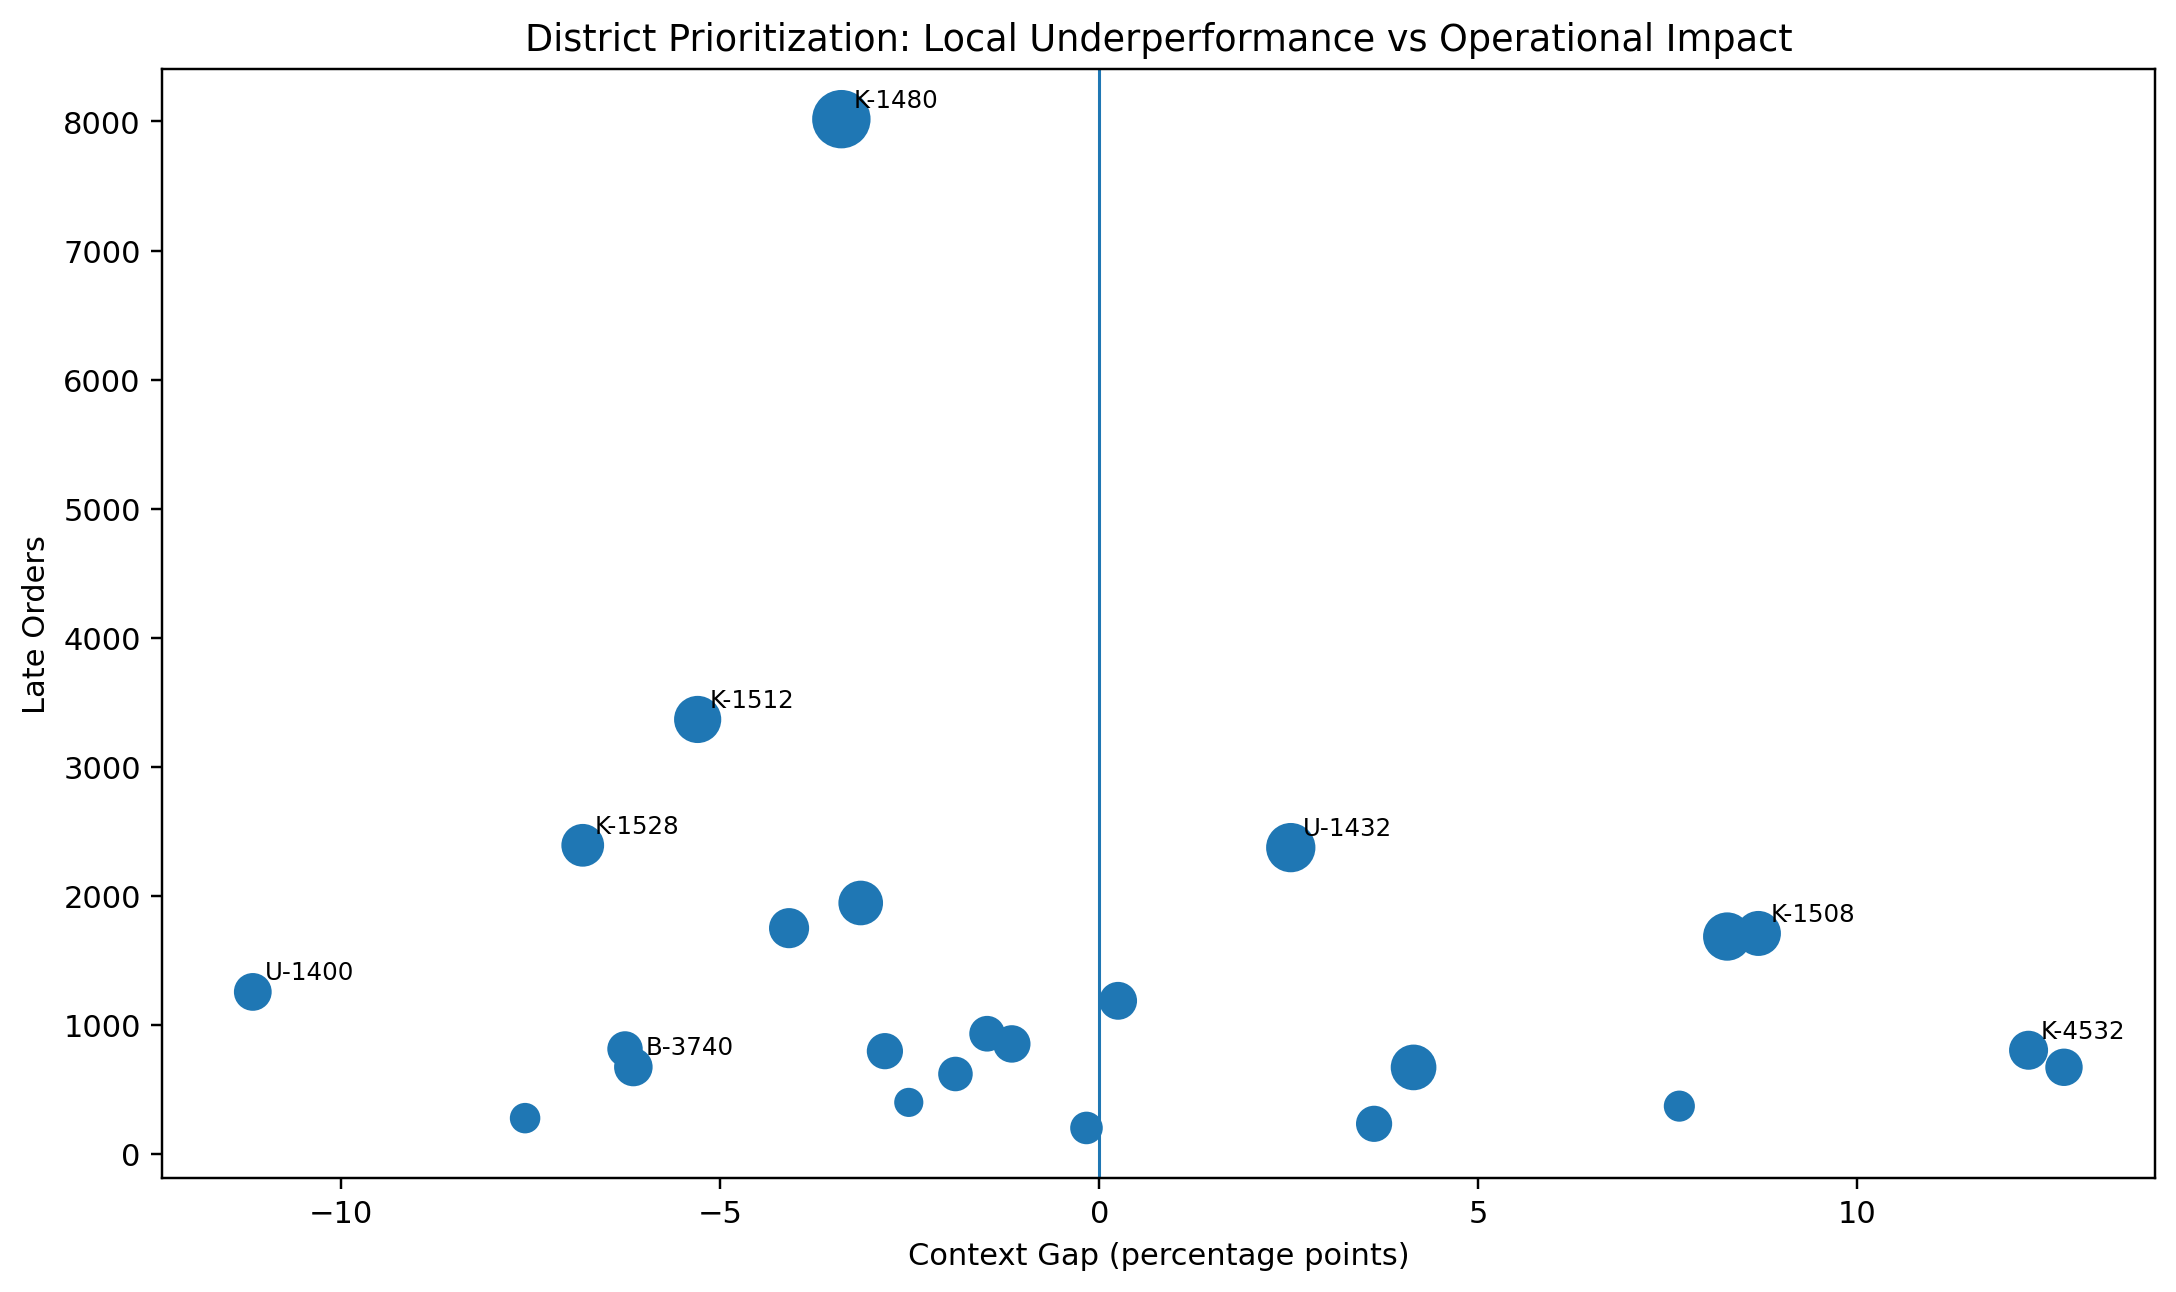 District Prioritization: Local Underperformance vs Operational Impact
K-1480
8000
7000
6000
5000
4000
3000
2000
1000
0
Late Orders
K-1512
K-1528
U-1432
K-1508
U-1400
B-3740
K-4532
−10
−5
0
5
10
Context Gap (percentage points)